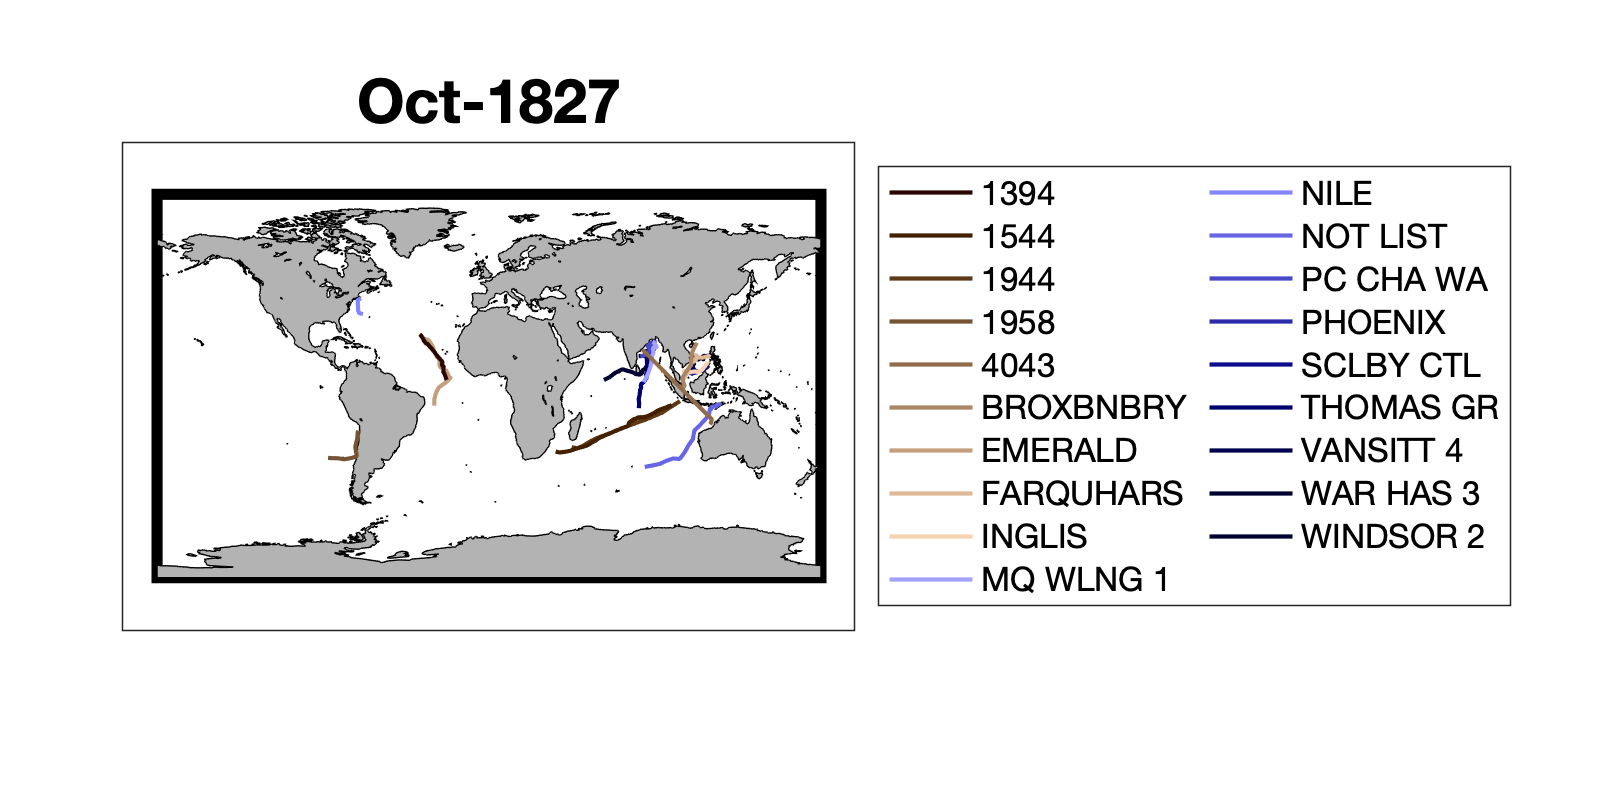 Oct-1827
1394
1544
1944
1958
4043
BROXBNBRY
EMERALD
FARQUHARS
INGLIS
MQ WLNG 1
NILE
NOT LIST
PC CHA WA
PHOENIX
SCLBY CTL
THOMAS GR
VANSITT 4
WAR HAS 3
WINDSOR 2